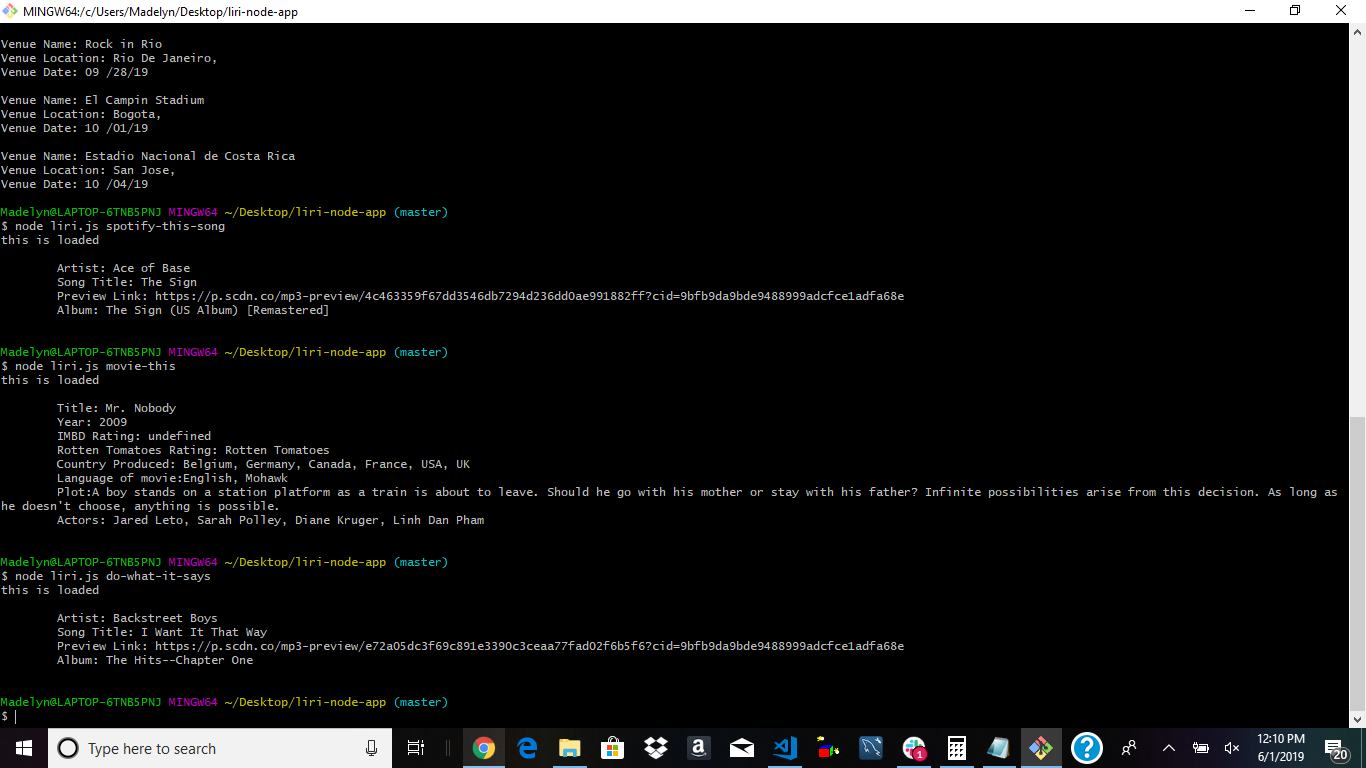 MINGW64:/c/Users/Madelyn/Desktop/liri-node-app
Venue Name: Rock in Rio
Venue Location: Rio De Janeiro,
Venue Date: 09 /28/19
Venue Name: El Campin Stadium
Venue Location: Bogota,
Venue Date: 10 /01/19
Venue Name: Estadio Nacional de Costa Rica
Venue Location: San Jose,
Venue Date: 10 /04/19
Madelyn@LAPTOP-6TNB5PNJ MINGW64 ~/Desktop/liri-node-app (master)
$ node liri.js spotify-this-song
this is loaded
Artist: Ace of Base
Song Title: The Sign
Preview Link: https://p.scdn.co/mp3-preview/4c463359f67dd3546db7294d236dd0ae991882ff?cid=9bfb9da9bde9488999adcfce1adfa68e
Album: The Sign (US Album) [Remastered]
Madelyn@LAPTOP-6TNB5PNJ MINGW64 ~/Desktop/liri-node-app (master)
$ node liri.js movie-this
this is loaded
Title: Mr. Nobody
Year: 2009
IMBD Rating: undefined
Rotten Tomatoes Rating: Rotten Tomatoes
Country Produced: Belgium, Germany, Canada, France, USA, UK
Language of movie:English, Mohawk
Plot:A boy stands on a station platform as a train is about to leave. Should he go with his mother or stay with his father? Infinite possibilities arise from this decision. As long as
he doesn't choose, anything is possible.
Actors: Jared Leto, Sarah Polley, Diane Kruger, Linh Dan Pham
Madelyn@LAPTOP-6TNB5PNJ MINGW64 ~/Desktop/liri-node-app (master)
$ node liri.js do-what-it-says
this is loaded
Artist: Backstreet Boys
Song Title: I Want It That Way
Preview Link: https://p.scdn.co/mp3-preview/e72a05dc3f69c891e3390c3ceaa77fad02f6b5f6?cid=9bfb9da9bde9488999adcfce1adfa68e
Album: The Hits--Chapter One
Madelyn@LAPTOP-6TNB5PNJ MINGW64 ~/Desktop/liri-node-app (master)
$
Type here to search
1
12:10 PM
6/1/2019
20